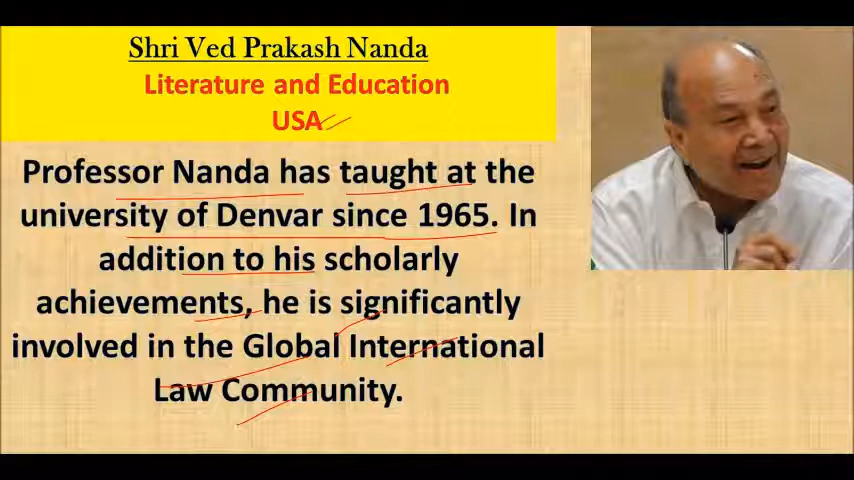 Shri Ved Prakash Nanda
Literature and Education
USA
Professor Nanda has taught at the
university of Denvar since 1965. In
addition to his scholarly
achievements, he is significantly
involved in the Global International
Law Community.